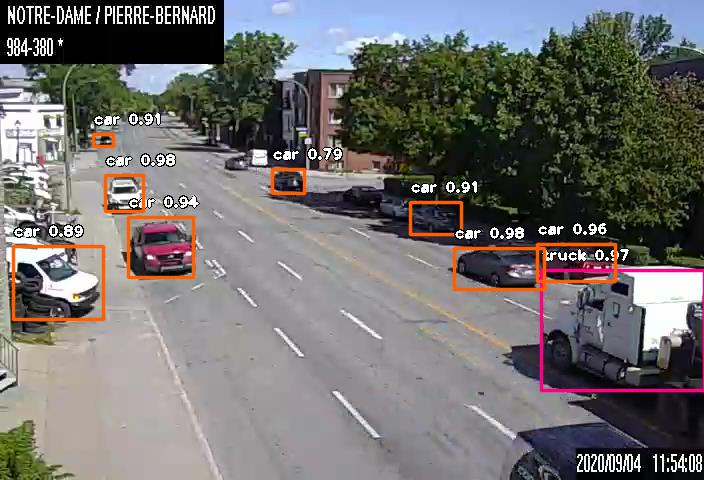 NOTRE-DAME / PIERRE-BERNARD
984-380 *
car 0.91
car 0.98
car 0.79
car 0.94
car 0.91
car 0.89
car 0.98
car 0.96
truck 0.97
2020/09/04 11:54:08